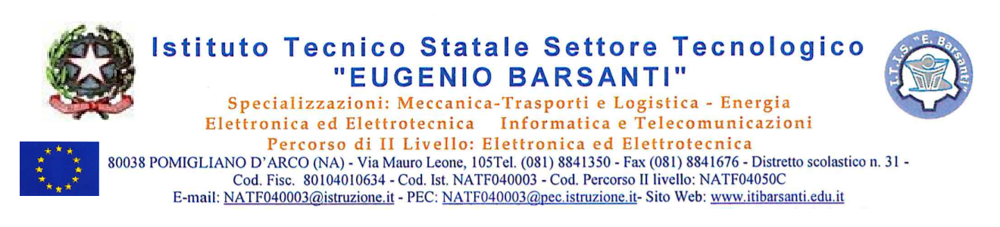 Istituto Tecnico Statale Settore Tecnologico
"EUGENIO BARSANTI"
Specializzazioni: Meccanica-Trasporti e Logistica - Energia
Elettronica ed Elettrotecnica Informatica e Telecomunicazioni
Percorso di II Livello: Elettronica ed Elettrotecnica
80038 POMIGLIANO D'ARCO (NA) - Via Mauro Leone, 105Tel. (081) 8841350 - Fax (081) 8841676 - Distretto scolastico n. 31 -
Cod. Fisc. 80104010634 - Cod. Ist. NATF040003 - Cod. Percorso II livello: NATF04050C
E-mail: NATF040003@istruzione.it - PEC: NATF040003@pec.istruzione.it- Sito Web: www.itibarsanti.edu.it
I.T.I.S. "E. Barsanti"